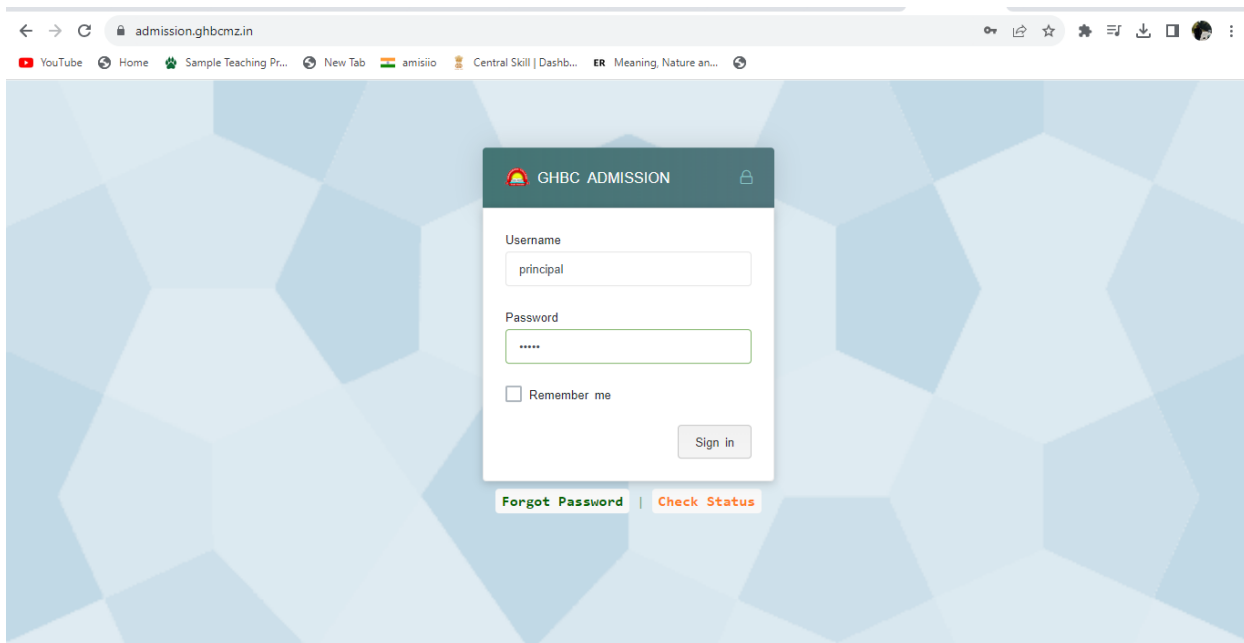 admission.ghbcmz.in
YouTube Home Sample Teaching Pr... New Tab amisiio Central Skill | Dashb... ER Meaning, Nature an...
GHBC ADMISSION
Username
principal
Password
•••••
Remember me
Sign in
Forgot Password | Check Status